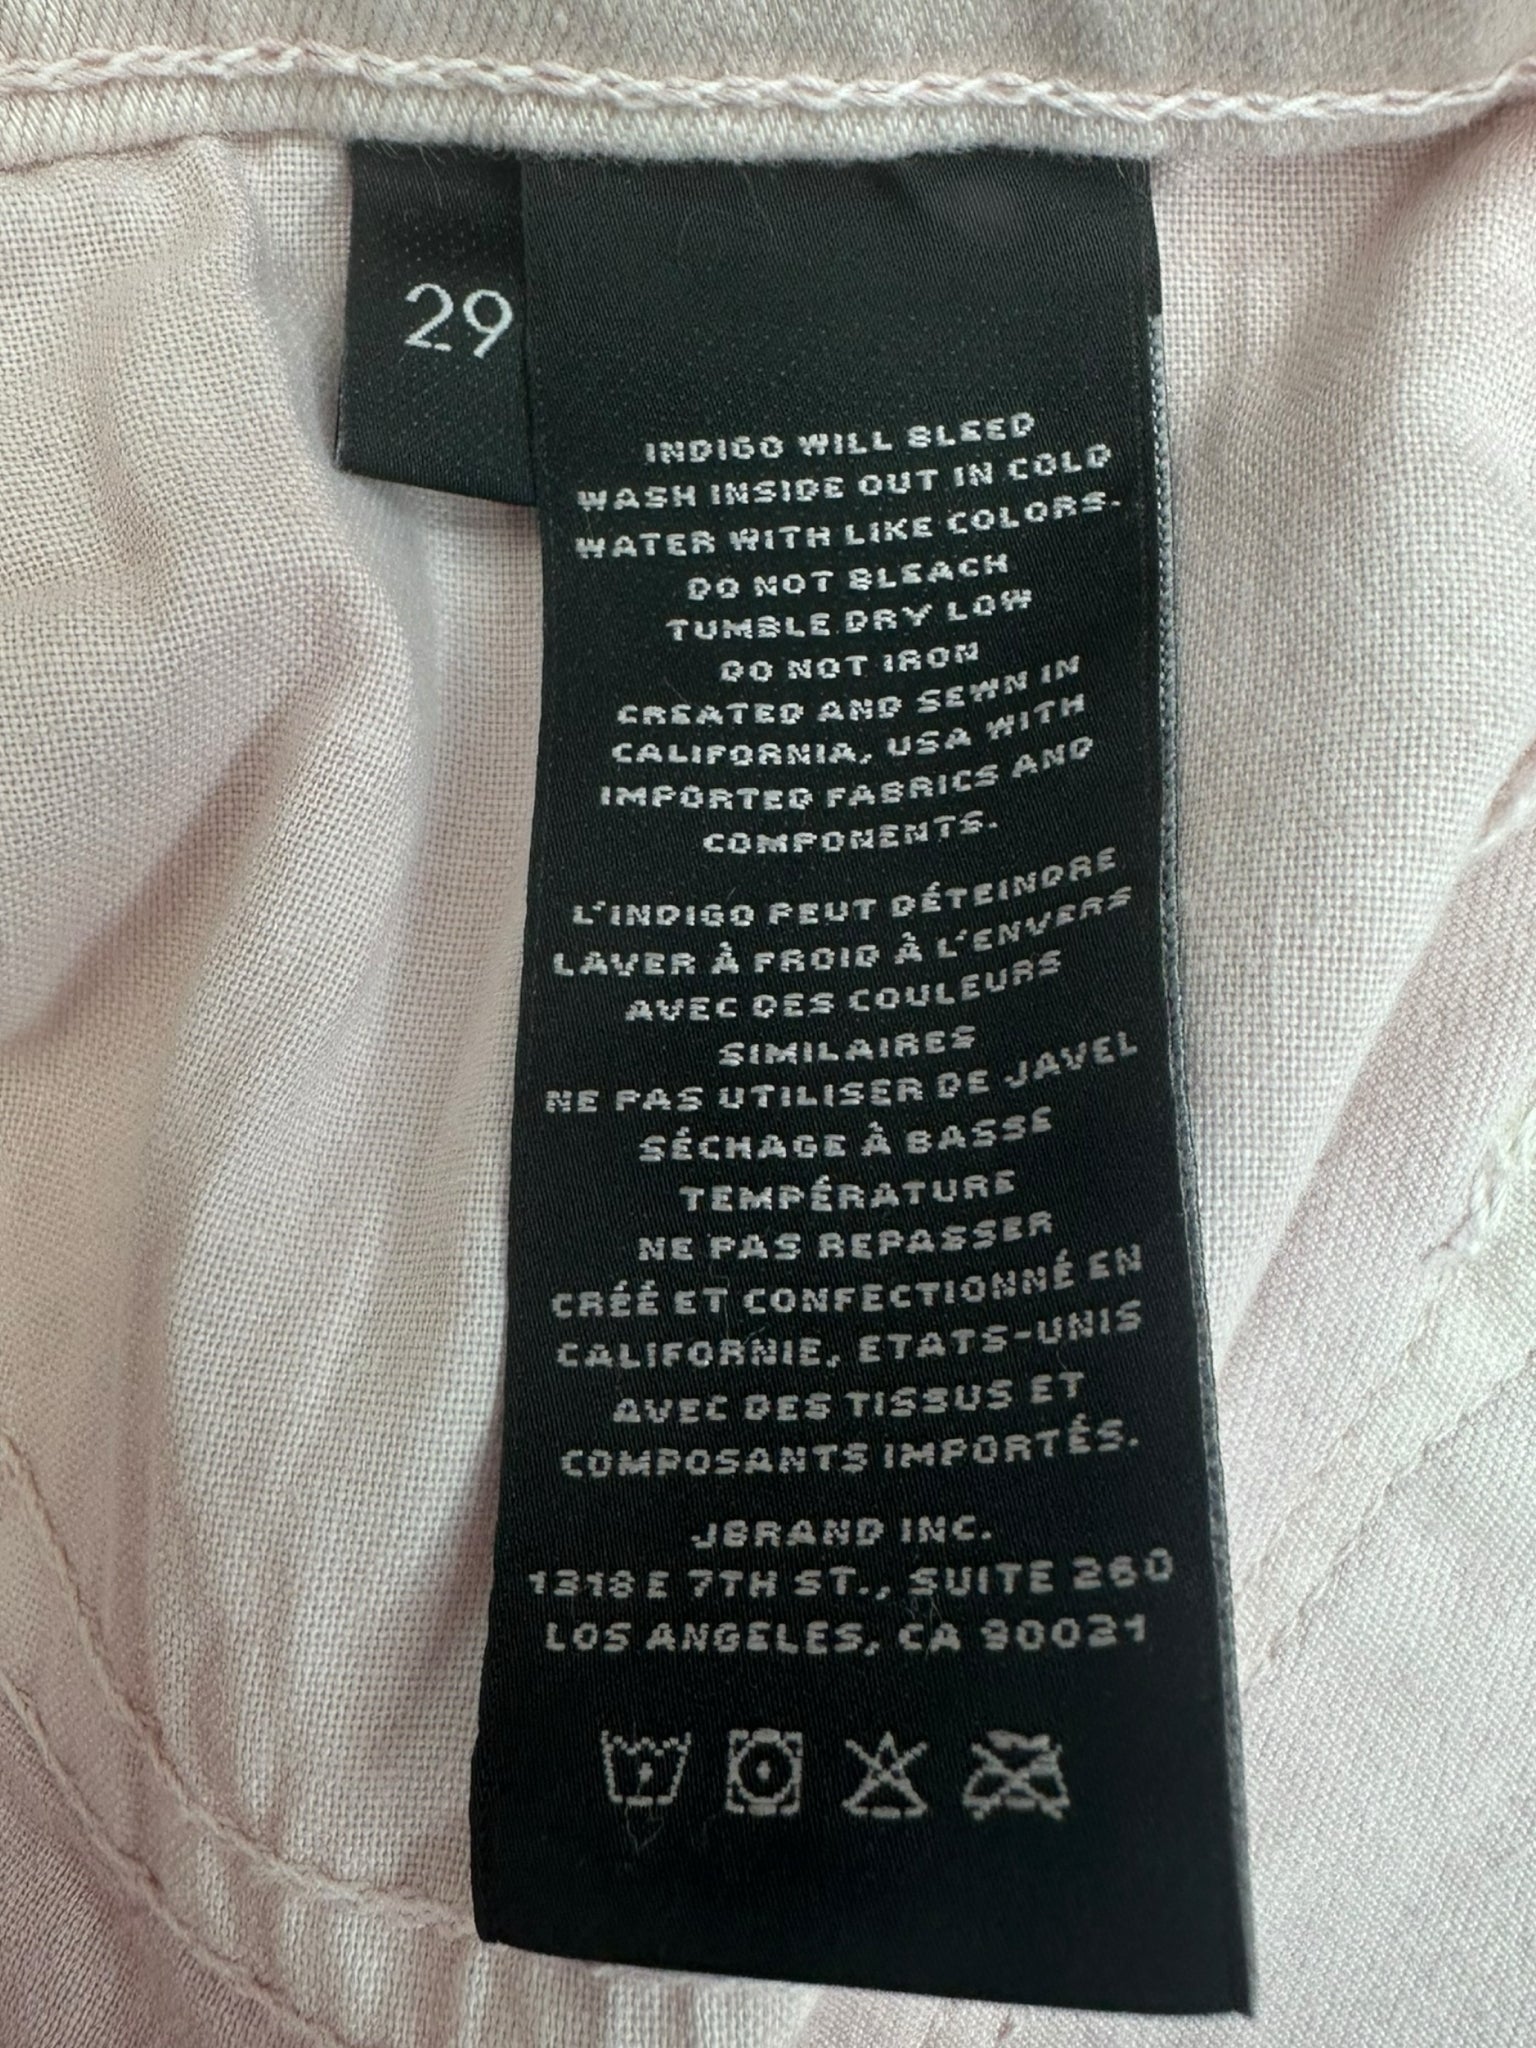 29
INDIGO WILL BLEED
WASH INSIDE OUT IN COLD
WATER WITH LIKE COLORS.
DO NOT BLEACH
TUMBLE DRY LOW
DO NOT IRON
CREATED AND SEWN IN
CALIFORNIA, USA WITH
IMPORTED FABRICS AND
COMPONENTS.
L'INDIGO PEUT DÉTEINDRE
LAVER À FROID À L'ENVERS
AVEC DES COULEURS
SIMILAIRES
NE PAS UTILISER DE JAVEL
SÉCHAGE À BASSE
TEMPÉRATURE
NE PAS REPASSER
CRÉÉ ET CONFECTIONNÉ EN
CALIFORNIE, ETATS-UNIS
AVEC DES TISSUS ET
COMPOSANTS IMPORTÉS.
JBRAND INC.
1318 E 7TH ST., SUITE 260
LOS ANGELES, CA 90021